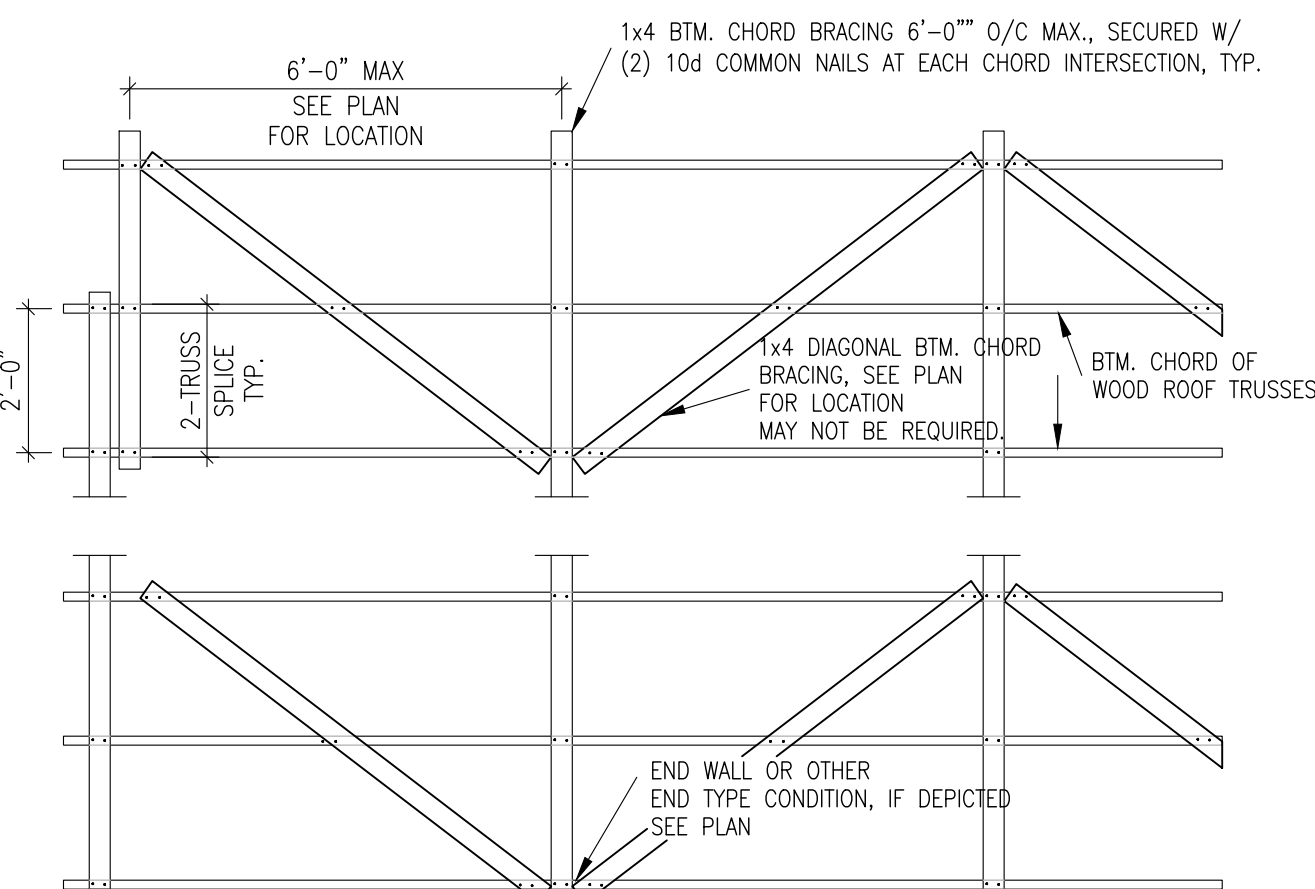 1x4 BTM. CHORD BRACING 6'-0"" O/C MAX., SECURED W/
(2) 10d COMMON NAILS AT EACH CHORD INTERSECTION, TYP.
6'-0" MAX
SEE PLAN
FOR LOCATION
2'-0"
2-TRUSS
SPLICE
TYP.
1x4 DIAGONAL BTM. CHORD
BRACING, SEE PLAN
FOR LOCATION
MAY NOT BE REQUIRED.
BTM. CHORD OF
WOOD ROOF TRUSSES
END WALL OR OTHER
END TYPE CONDITION, IF DEPICTED
SEE PLAN